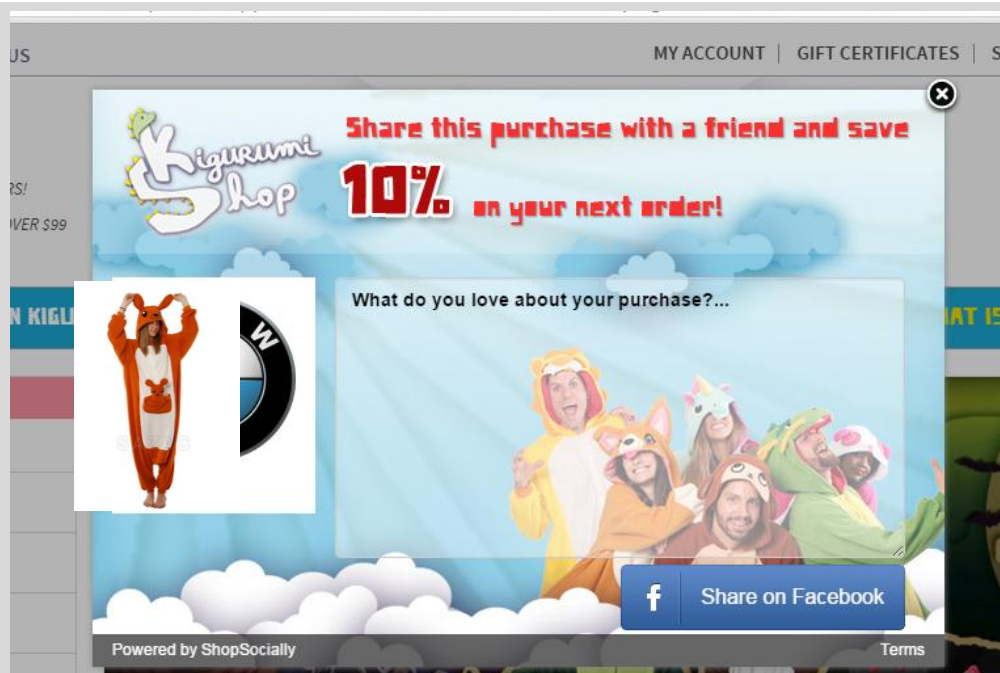 US
MY ACCOUNT | GIFT CERTIFICATES | S
Kigurumi
Shop
Share this purchase with a friend and save
10% on your next order!
RS!
OVER $99
N KIGU
HAT IS
W
What do you love about your purchase?...
SAZAC
f Share on Facebook
Powered by ShopSocially
Terms